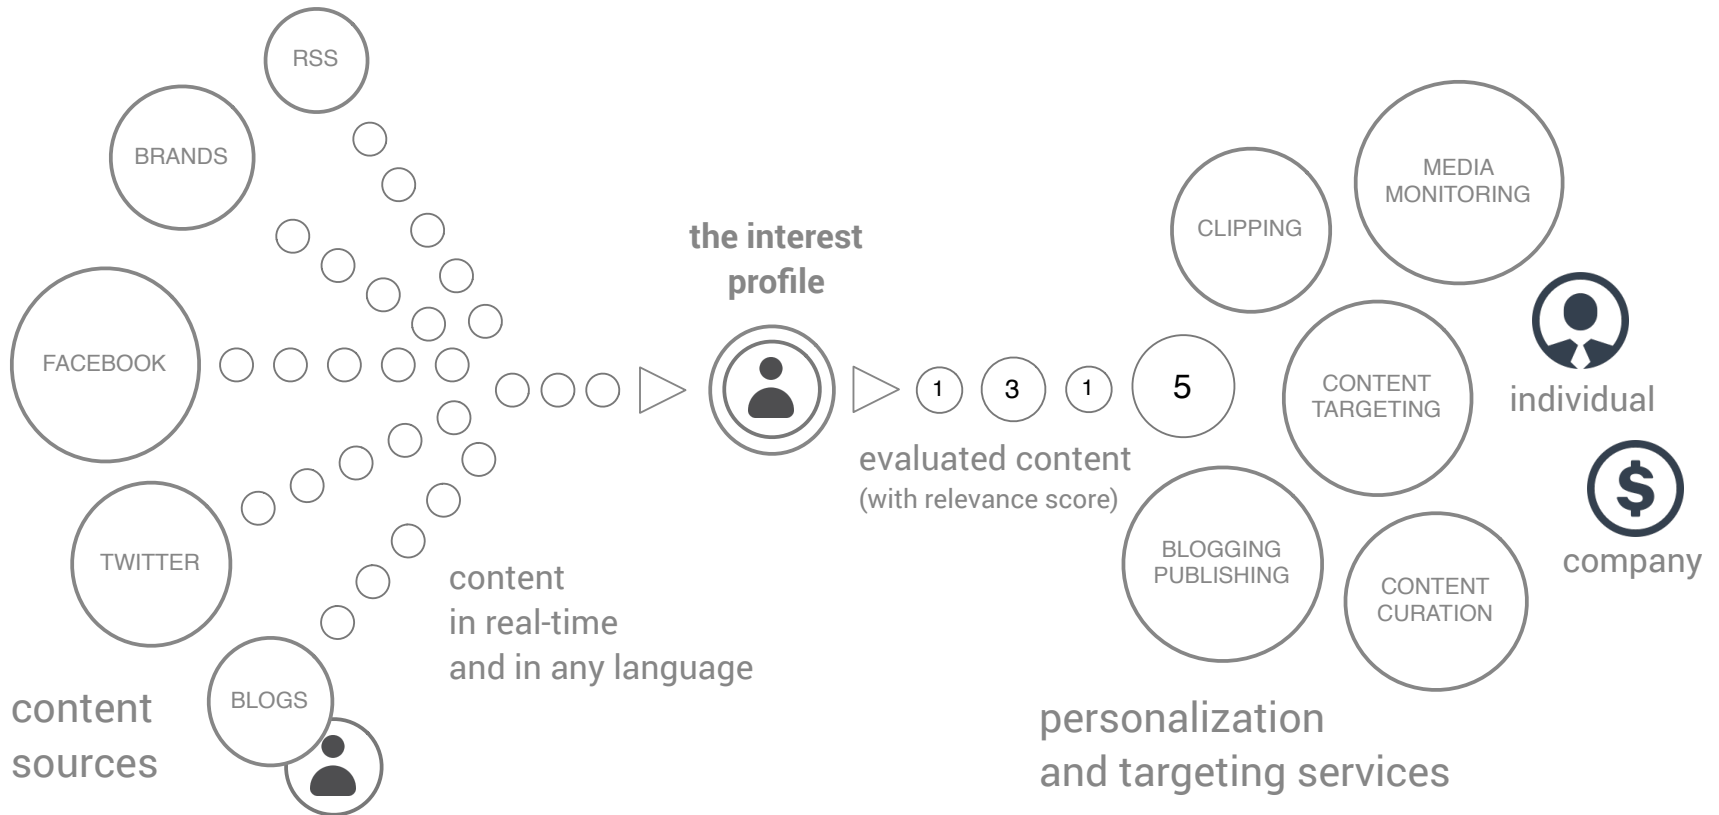 RSS
BRANDS
FACEBOOK
TWITTER
BLOGS
content
sources
content
in real-time
and in any language
the interest
profile
1
3
1
5
evaluated content
(with relevance score)
CLIPPING
MEDIA
MONITORING
CONTENT
TARGETING
BLOGGING
PUBLISHING
CONTENT
CURATION
individual
$
company
personalization
and targeting services